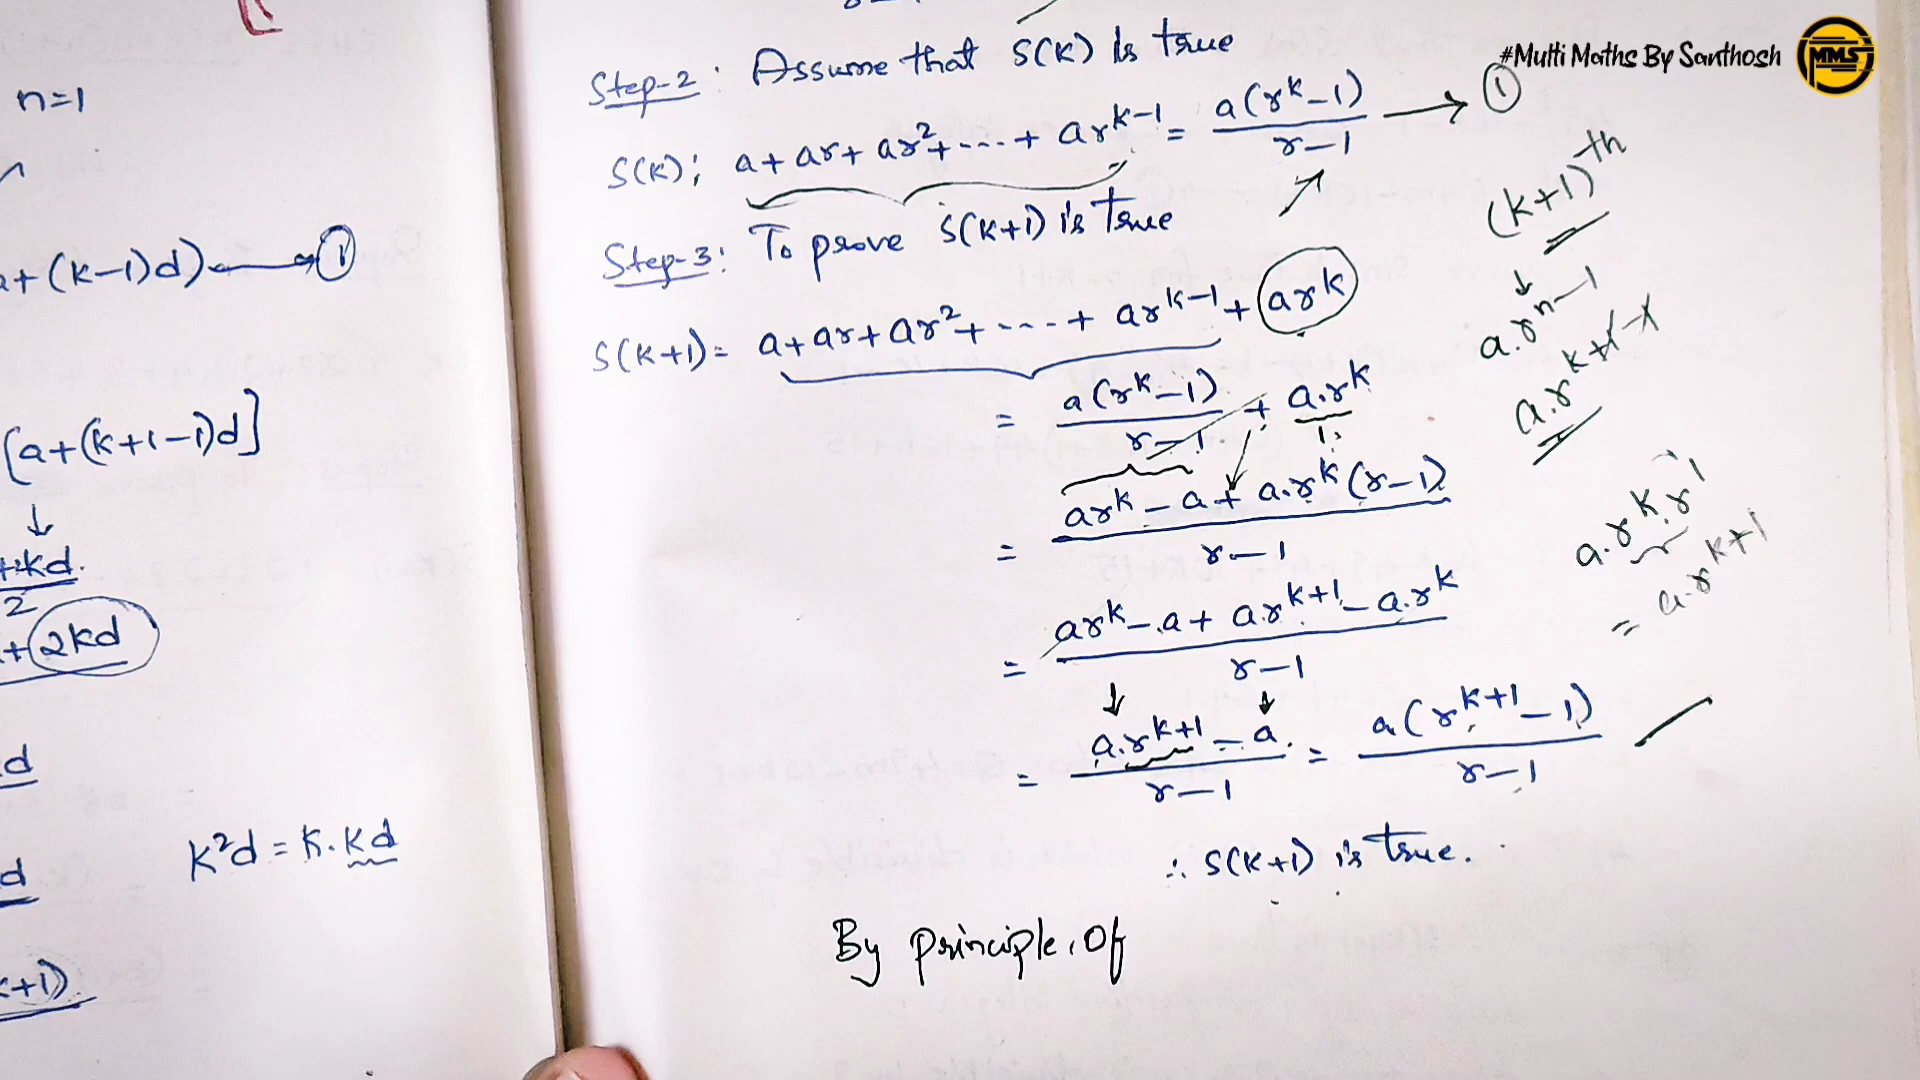 n=1
a+(k-1)d) → ①
[a+(k+1-1)d]
↓
+kd.
2
+2kd
d
K²d = K.Kd
d
k+1)
#Multi Maths By Santhosh
MMS
Step-2: Assume that S(K) is true
S(K): a+ar+ar²+----+ar^k-1 = a(r^k-1)/r-1 → ①
Step-3: To prove S(K+1) is True
S(K+1)= a+ar+ar²+----+ar^k-1+ar^k
= a(r^k-1)/r-1 + a.r^k/1
= ar^k-a+a.r^k(r-1)/r-1
= ar^k-a+a.r^k+1-a.r^k/r-1
= a.r^k+1-a/r-1 = a(r^k+1-1)/r-1
∴ S(K+1) is True.
By principle of
(k+1)th
↓
a.r^n-1
a.r^k+1-1
a.r^k.r^1
= a.r^k+1